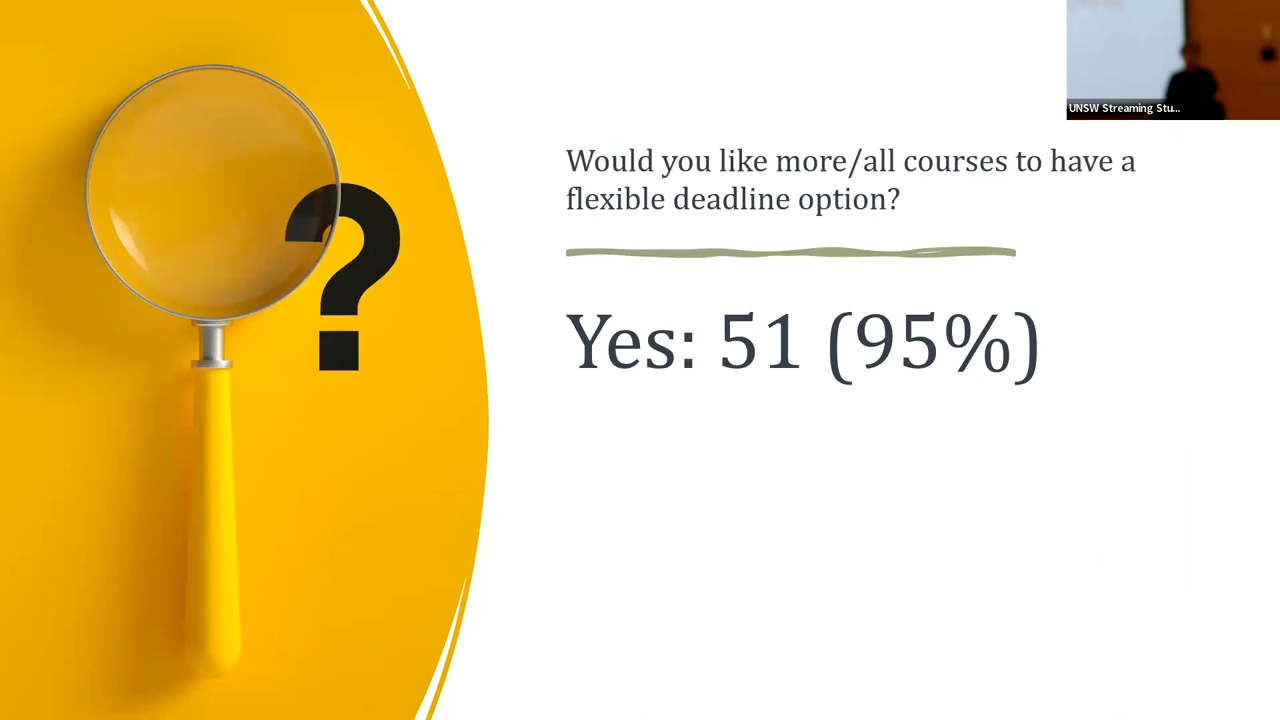 UNSW Streaming Stu...
Would you like more/all courses to have a
flexible deadline option?
Yes: 51 (95%)
?